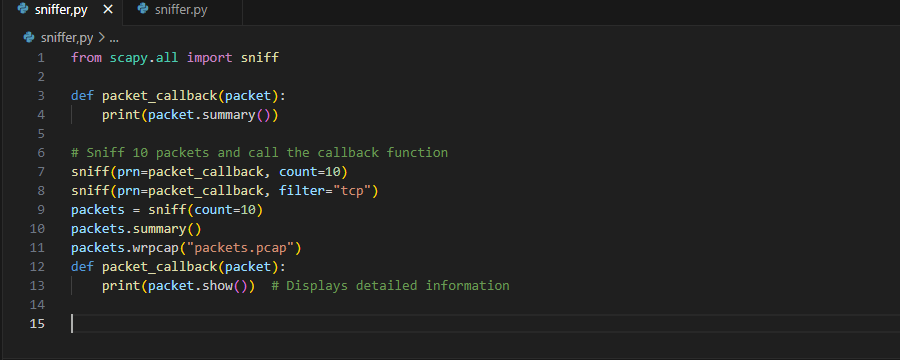 sniffer,py × sniffer.py
sniffer,py > ...
1 from scapy.all import sniff
2
3 def packet_callback(packet):
4     print(packet.summary())
5
6 # Sniff 10 packets and call the callback function
7 sniff(prn=packet_callback, count=10)
8 sniff(prn=packet_callback, filter="tcp")
9 packets = sniff(count=10)
10 packets.summary()
11 packets.wrpcap("packets.pcap")
12 def packet_callback(packet):
13     print(packet.show())  # Displays detailed information
14
15